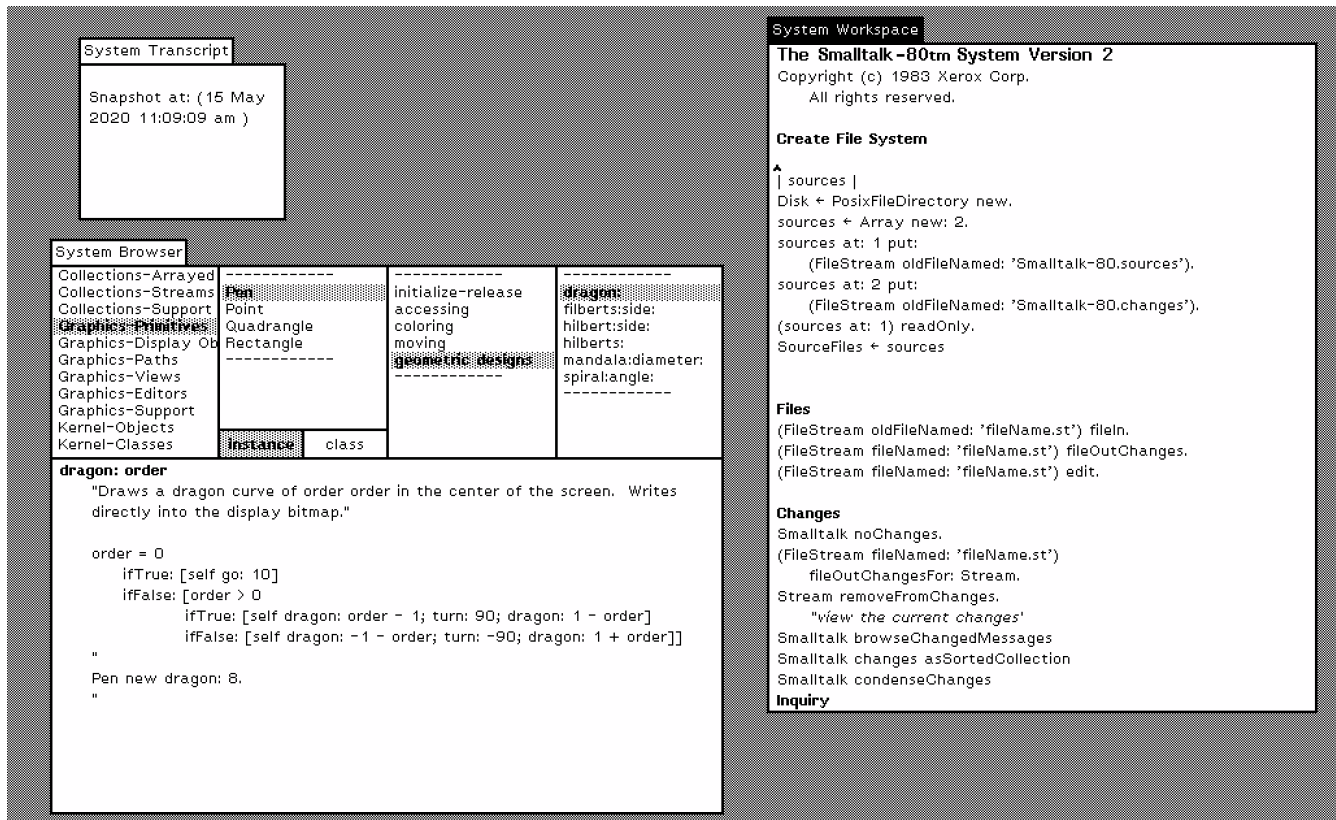 System Transcript
Snapshot at: (15 May
2020 11:09:09 am )
System Browser
Collections-Arrayed
Collections-Streams
Collections-Support
Graphics-Primitives
Graphics-Display Ob
Graphics-Paths
Graphics-Views
Graphics-Editors
Graphics-Support
Kernel-Objects
Kernel-Classes
------------
Pen
Point
Quadrangle
Rectangle
------------
instance
class
------------
initialize-release
accessing
coloring
moving
geometric designs
------------
------------
dragon:
filberts:side:
hilbert:side:
hilberts:
mandala:diameter:
spiral:angle:
------------
dragon: order
"Draws a dragon curve of order order in the center of the screen. Writes
directly into the display bitmap."
order = 0
ifTrue: [self go: 10]
ifFalse: [order > 0
ifTrue: [self dragon: order - 1; turn: 90; dragon: 1 - order]
ifFalse: [self dragon: -1 - order; turn: -90; dragon: 1 + order]]
"
Pen new dragon: 8.
"
System Workspace
The Smalltalk-80tm System Version 2
Copyright (c) 1983 Xerox Corp.
All rights reserved.
Create File System
| sources |
Disk ← PosixFileDirectory new.
sources ← Array new: 2.
sources at: 1 put:
(FileStream oldFileNamed: 'Smalltalk-80.sources').
sources at: 2 put:
(FileStream oldFileNamed: 'Smalltalk-80.changes').
(sources at: 1) readOnly.
SourceFiles ← sources
Files
(FileStream oldFileNamed: 'fileName.st') fileIn.
(FileStream fileNamed: 'fileName.st') fileOutChanges.
(FileStream fileNamed: 'fileName.st') edit.
Changes
Smalltalk noChanges.
(FileStream fileNamed: 'fileName.st')
fileOutChangesFor: Stream.
Stream removeFromChanges.
"view the current changes'
Smalltalk browseChangedMessages
Smalltalk changes asSortedCollection
Smalltalk condenseChanges
Inquiry